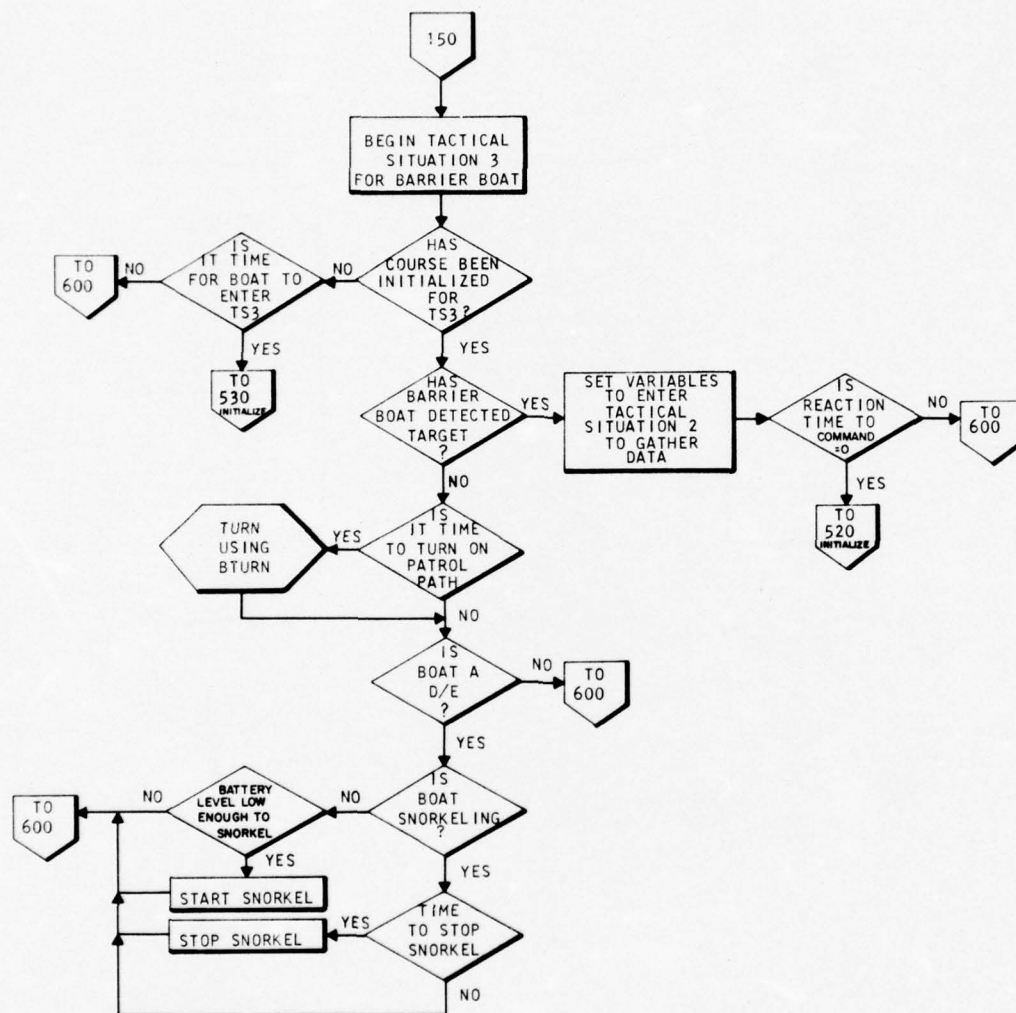 150
BEGIN TACTICAL
SITUATION 3
FOR BARRIER BOAT
HAS
COURSE BEEN
INITIALIZED
FOR
TS3?
NO
IS
IT TIME
FOR BOAT TO
ENTER
TS3
NO
TO
600
YES
TO
530
INITIALIZE
YES
HAS
BARRIER
BOAT DETECTED
TARGET
?
YES
SET VARIABLES
TO ENTER
TACTICAL
SITUATION 2
TO GATHER
DATA
IS
REACTION
TIME TO
COMMAND
=0
NO
TO
600
YES
TO
520
INITIALIZE
NO
IS
IT TIME
TO TURN ON
PATROL
PATH
YES
TURN
USING
BTURN
NO
IS
BOAT A
D/E
?
NO
TO
600
YES
IS
BOAT
SNORKELING
?
NO
BATTERY
LEVEL LOW
ENOUGH TO
SNORKEL
NO
TO
600
YES
START SNORKEL
YES
TIME
TO STOP
SNORKEL
YES
STOP SNORKEL
NO